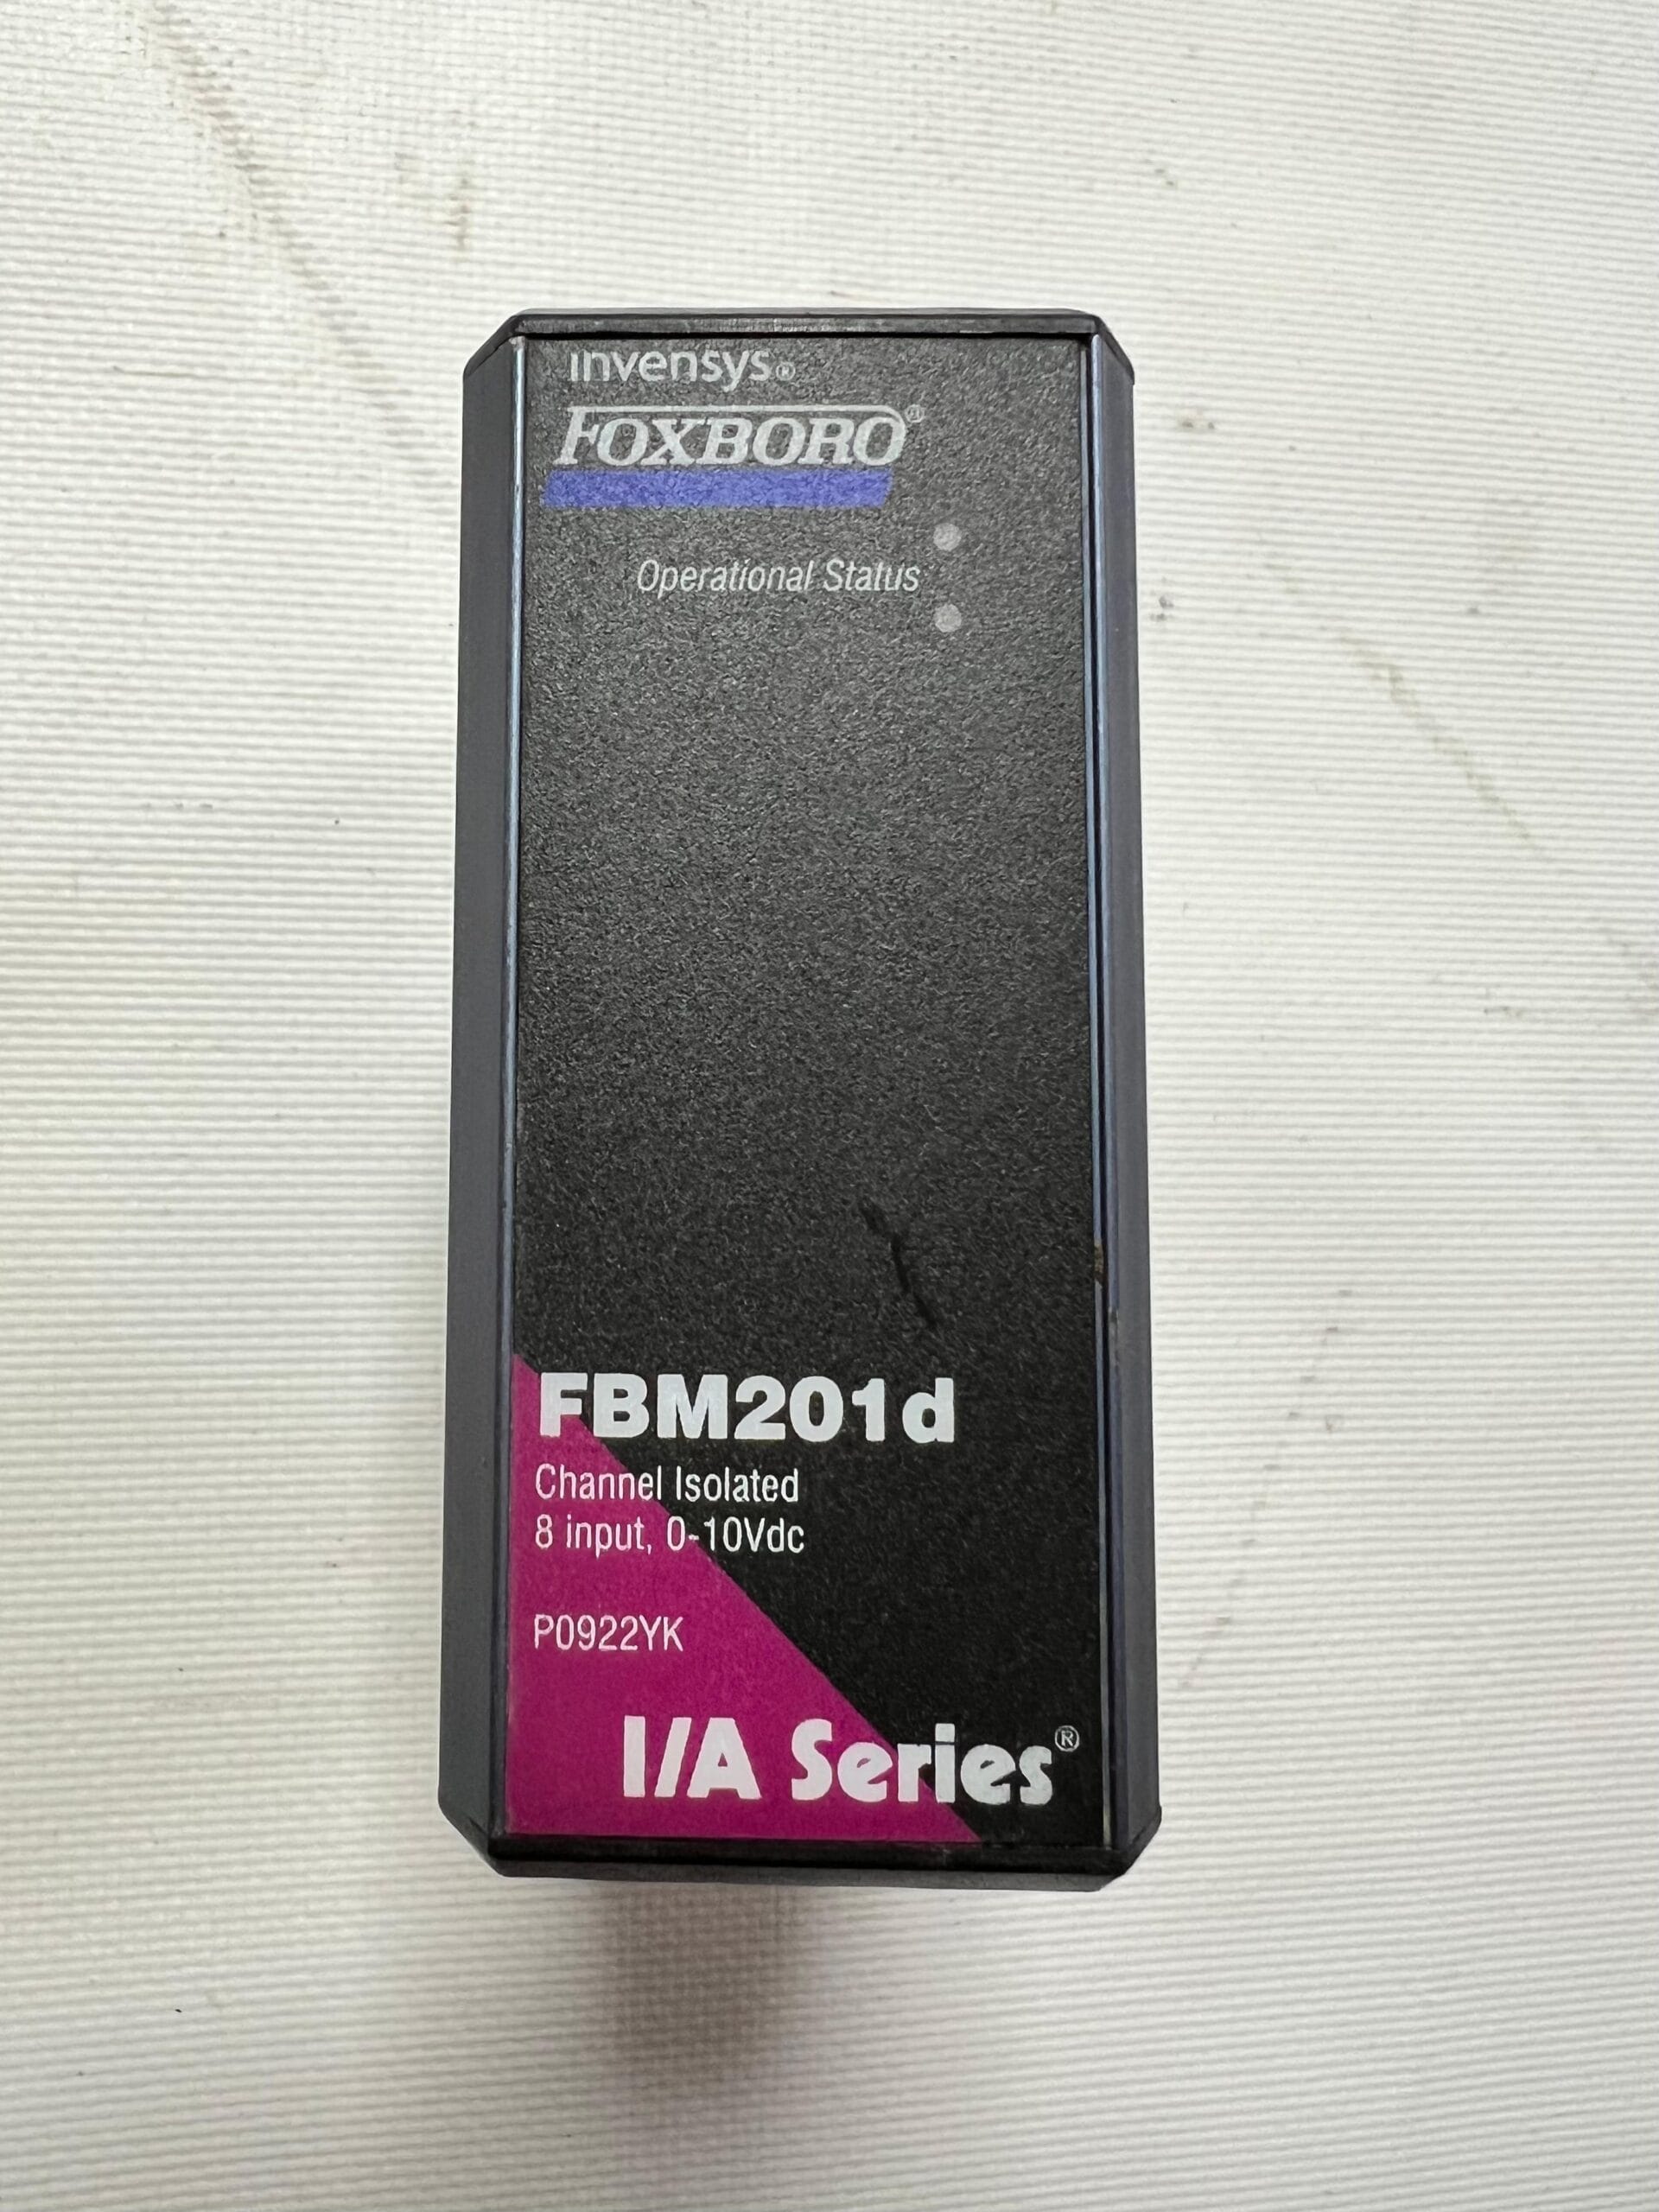 invensys®
FOXBORO®
Operational Status
FBM201d
Channel Isolated
8 input, 0-10Vdc
P0922YK
I/A Series®